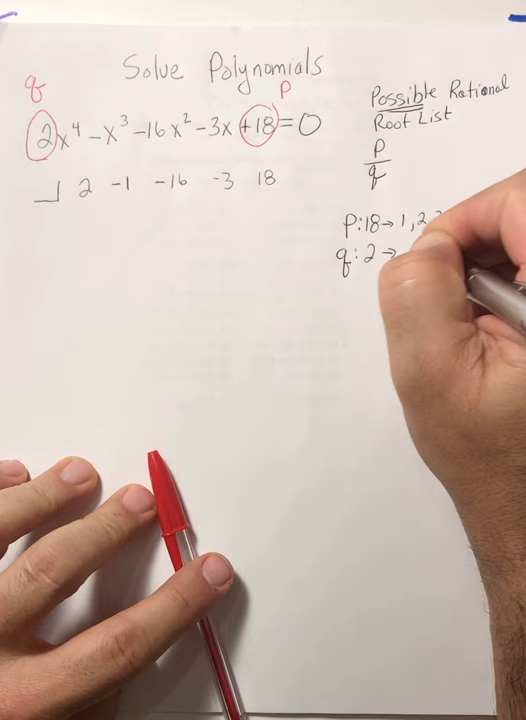 Solve Polynomials
q
p
2x⁴ - x³ - 16x² - 3x + 18 = 0
2 -1 -16 -3 18
Possible Rational
Root List
p
q
p: 18 → 1, 2,
q: 2 →